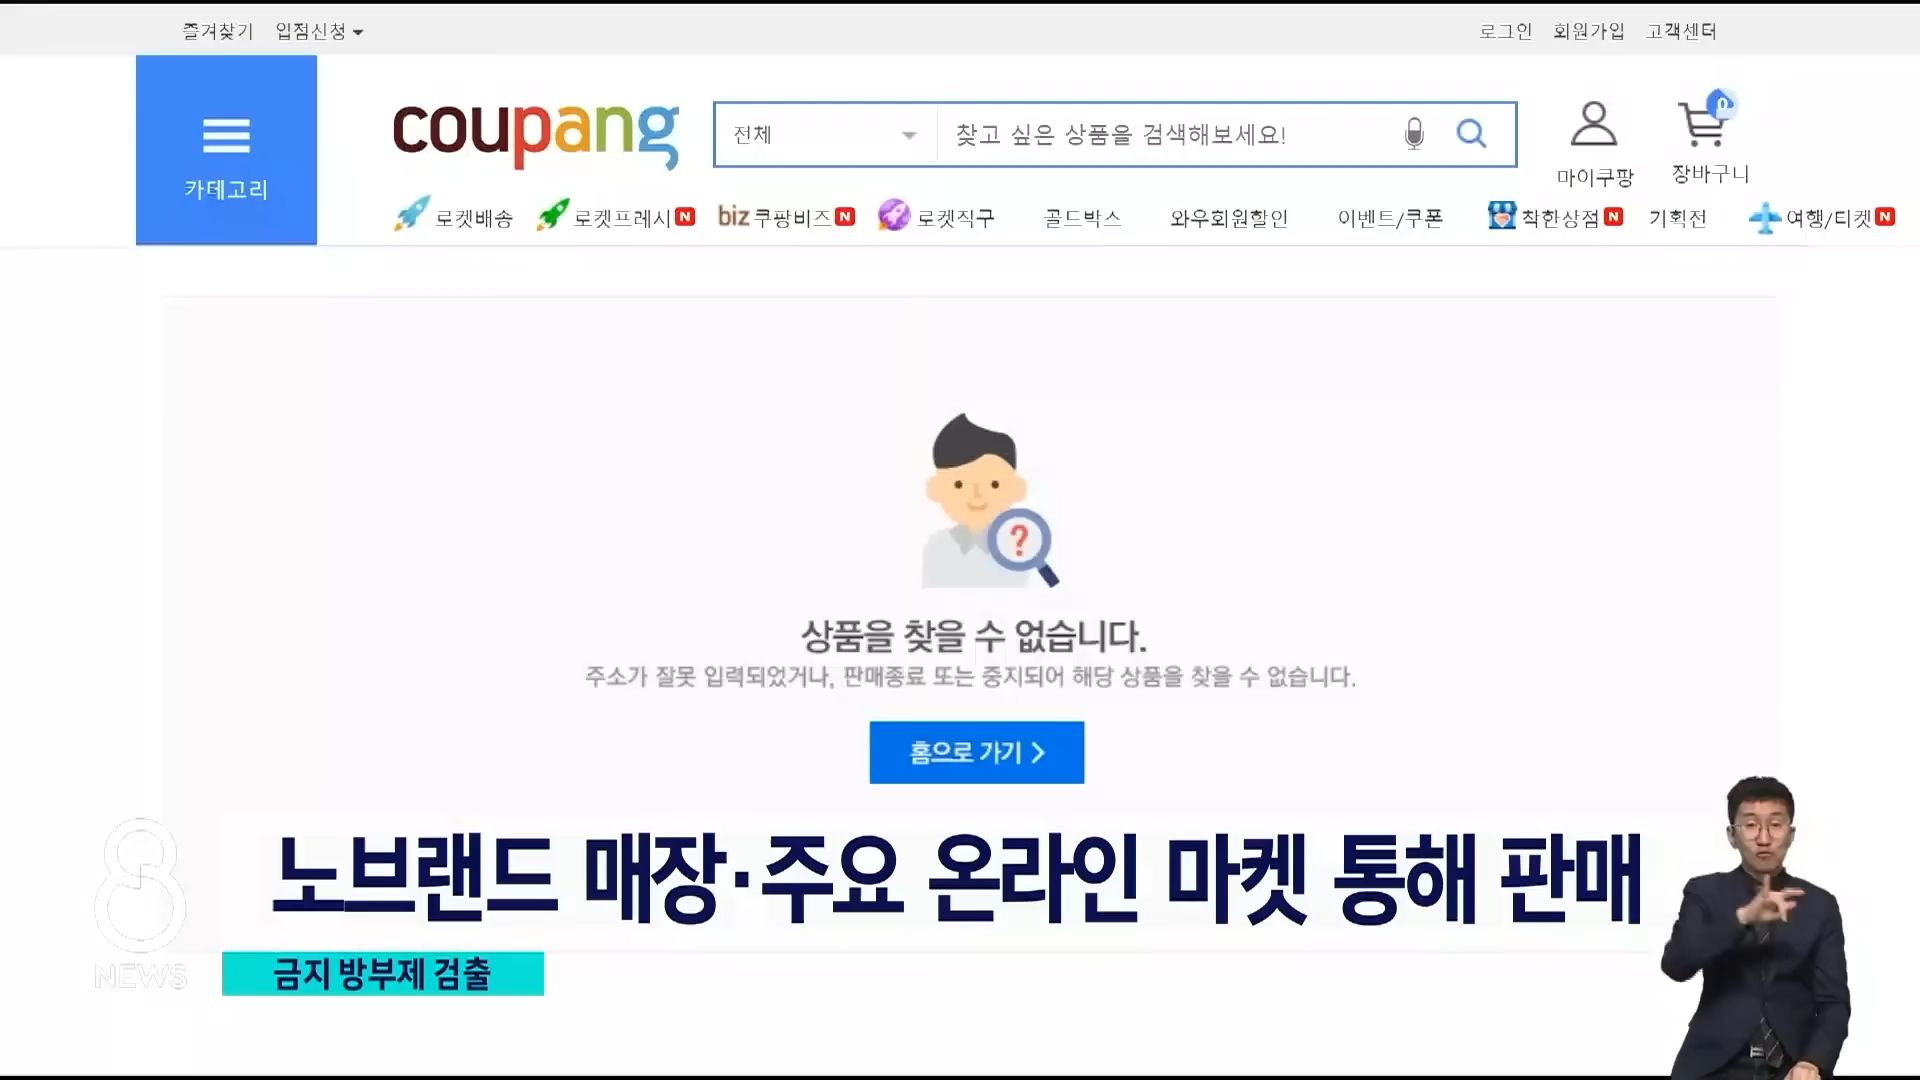 즐겨찾기 입점신청
로그인 회원가입 고객센터
카테고리
coupang
전체
찾고 싶은 상품을 검색해보세요!
마이쿠팡
0
장바구니
로켓배송 로켓프레시 N biz 쿠팡비즈 N 로켓직구 골드박스 와우회원할인 이벤트/쿠폰 착한상점 N 기획전 여행/티켓 N
?
상품을 찾을 수 없습니다.
주소가 잘못 입력되었거나, 판매종료 또는 중지되어 해당 상품을 찾을 수 없습니다.
홈으로 가기 >
8 NEWS
노브랜드 매장·주요 온라인 마켓 통해 판매
금지 방부제 검출